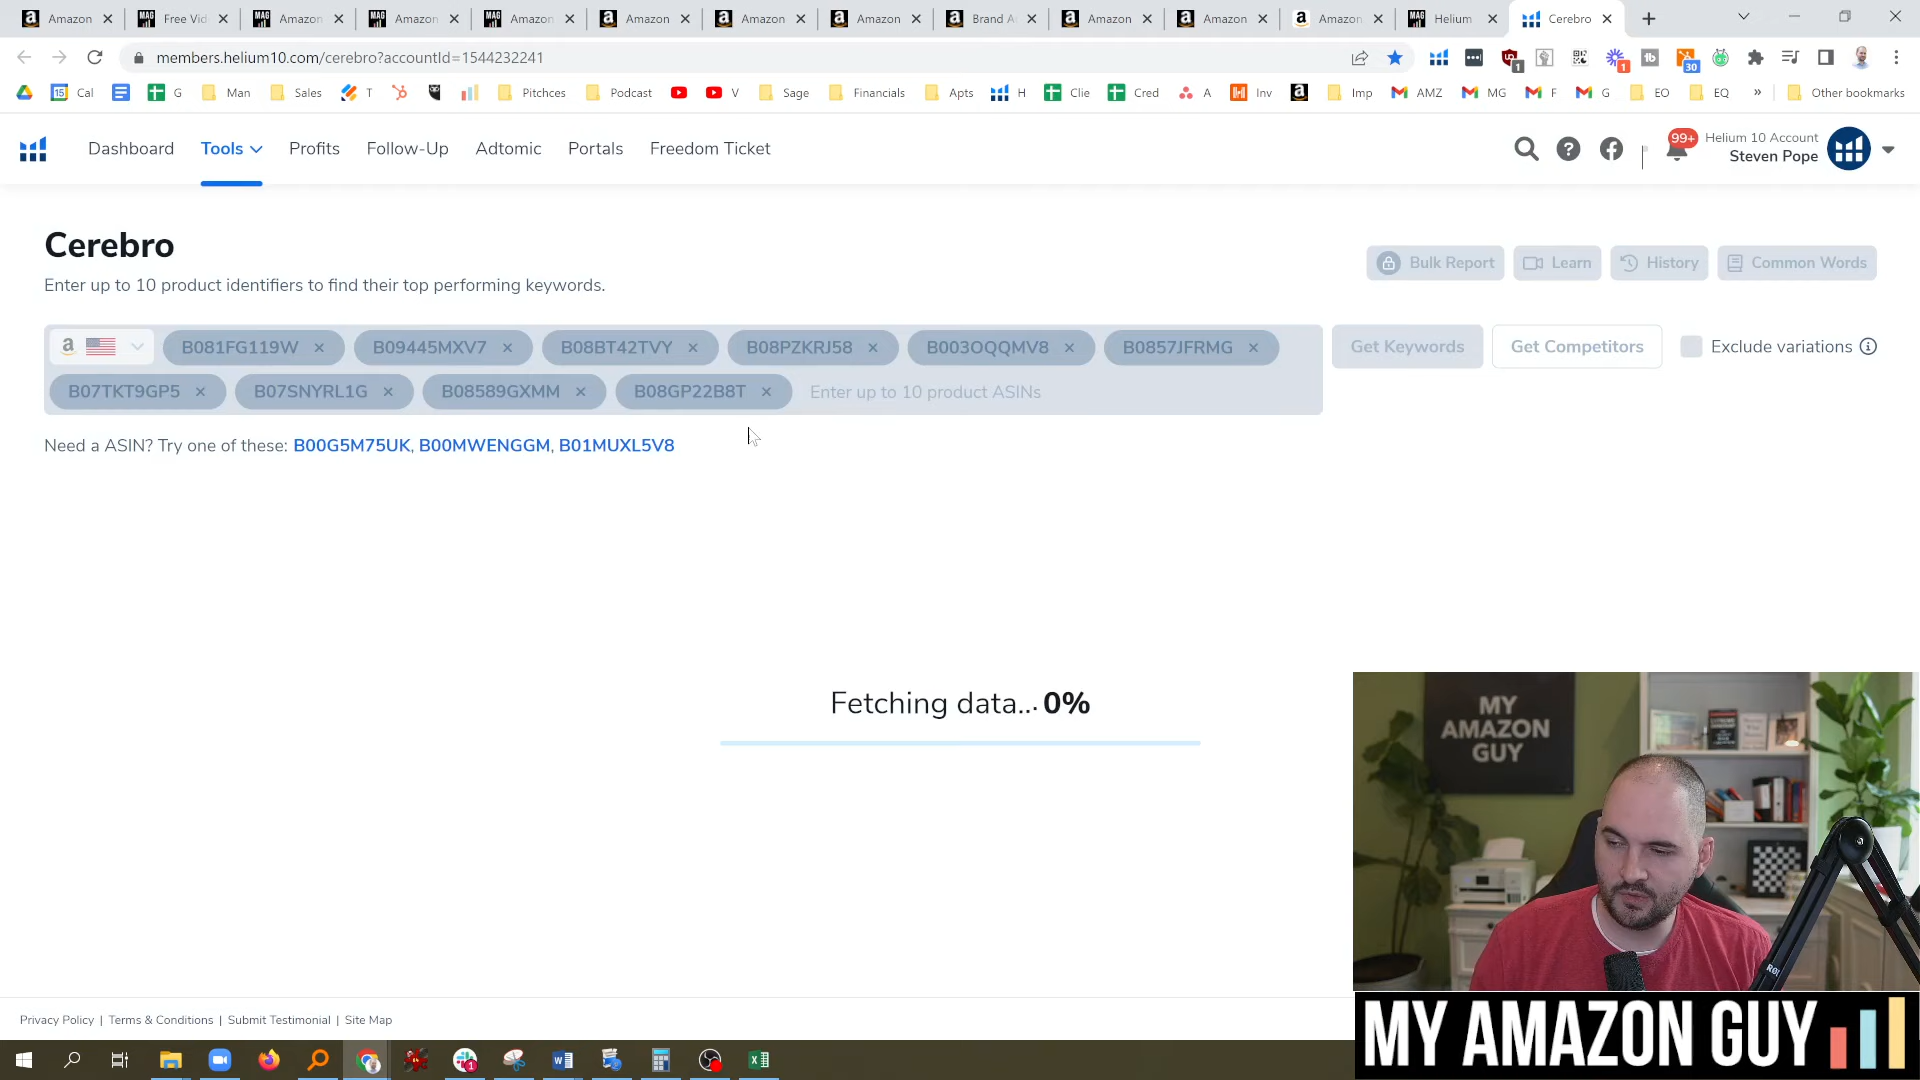 Amazon
Free Vid
Amazon
Amazon
Amazon
Amazon
Amazon
Amazon
Brand A
Amazon
Amazon
Amazon
Helium
Cerebro
members.helium10.com/cerebro?accountId=1544232241
1
1
30
15 Cal
G
Man
Sales
T
Pitchces
Podcast
V
Sage
Financials
Apts
H
Clie
Cred
A
Inv
Imp
AMZ
MG
F
G
EO
EQ
»
Other bookmarks
Dashboard
Tools
Profits
Follow-Up
Adtomic
Portals
Freedom Ticket
99+
Helium 10 Account
Steven Pope
Cerebro
Enter up to 10 product identifiers to find their top performing keywords.
Bulk Report
Learn
History
Common Words
B081FG119W
B09445MXV7
B08BT42TVY
B08PZKRJ58
B003OQQMV8
B0857JFRMG
Get Keywords
Get Competitors
Exclude variations
B07TKT9GP5
B07SNYRL1G
B08589GXMM
B08GP22B8T
Enter up to 10 product ASINs
Need a ASIN? Try one of these: B00G5M75UK, B00MWENGGM, B01MUXL5V8
Fetching data... 0%
MY
AMAZON
GUY
Privacy Policy | Terms & Conditions | Submit Testimonial | Site Map
MY AMAZON GUY